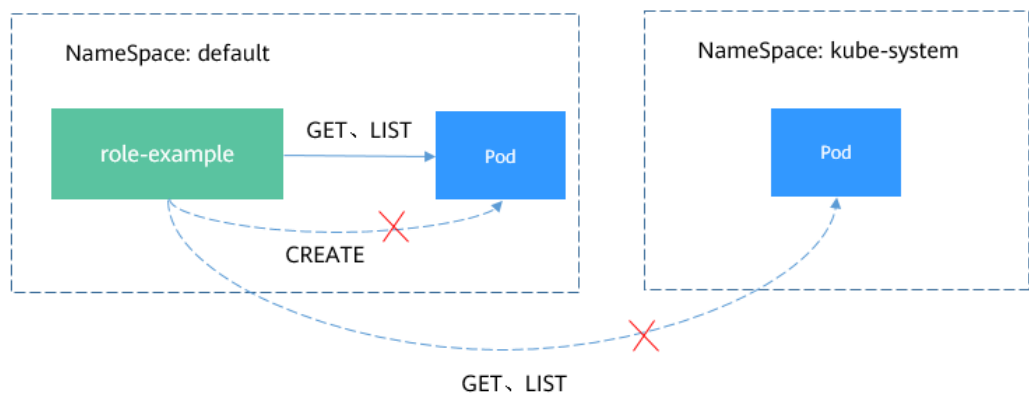 NameSpace: default
NameSpace: kube-system
role-example
GET、LIST
Pod
Pod
CREATE
GET、LIST